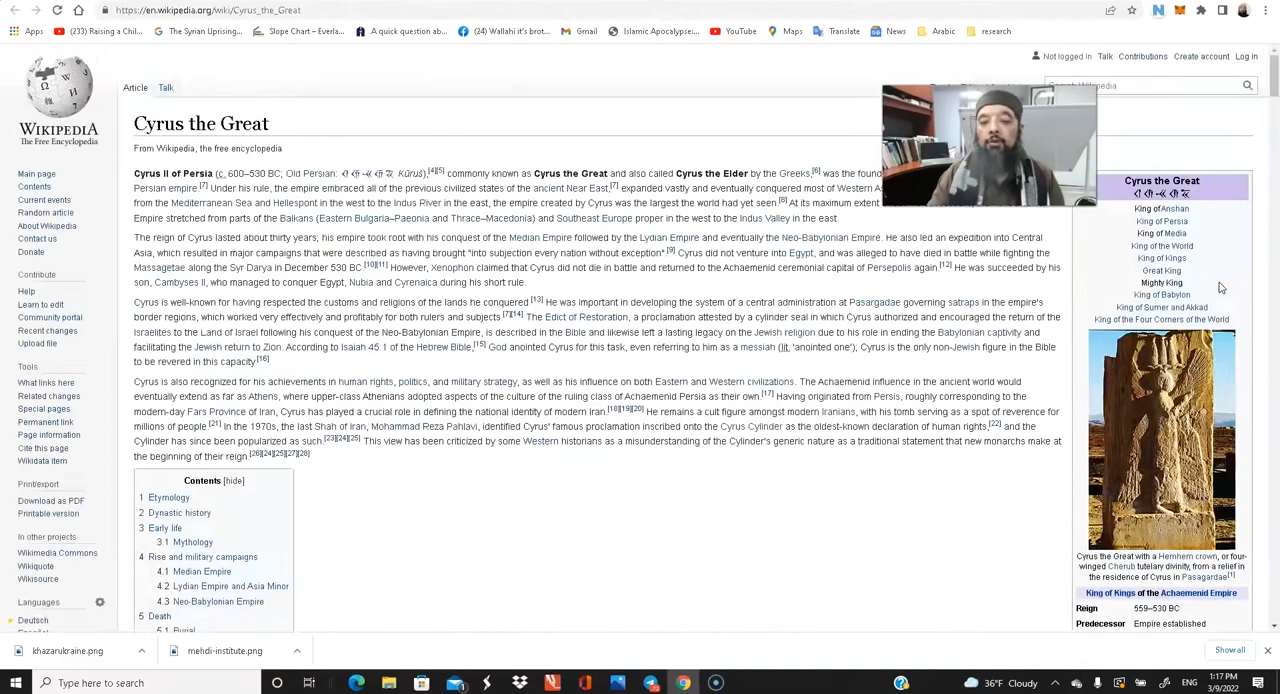 https://en.wikipedia.org/wiki/Cyrus_the_Great
Apps
(233) Raising a Chil...
The Syrian Uprising...
Slope Chart – Everla...
A quick question ab...
(24) Wallahi it's brot...
Gmail
Islamic Apocalypse:...
YouTube
Maps
Translate
News
Arabic
research
Not logged in Talk Contributions Create account Log in
Article Talk
WIKIPEDIA
The Free Encyclopedia
Cyrus the Great
From Wikipedia, the free encyclopedia
Cyrus II of Persia (c. 600–530 BC; Old Persian: Kūruš),[4][5] commonly known as Cyrus the Great and also called Cyrus the Elder by the Greeks,[6] was the
Persian empire.[7] Under his rule, the empire embraced all of the previous civilized states of the ancient Near East,[7] expanded vastly and eventually conquered most of Western
from the Mediterranean Sea and Hellespont in the west to the Indus River in the east, the empire created by Cyrus was the largest the world had yet seen.[8] At its maximum extent
Empire stretched from parts of the Balkans (Eastern Bulgaria–Paeonia and Thrace–Macedonia) and Southeast Europe proper in the west to the Indus Valley in the east.
The reign of Cyrus lasted about thirty years; his empire took root with his conquest of the Median Empire followed by the Lydian Empire and eventually the Neo-Babylonian Empire. He also led an expedition into Central
Asia, which resulted in major campaigns that were described as having brought "into subjection every nation without exception".[9] Cyrus did not venture into Egypt, and was alleged to have died in battle while fighting the
Massagetae along the Syr Darya in December 530 BC.[10][11] However, Xenophon claimed that Cyrus did not die in battle and returned to the Achaemenid ceremonial capital of Persepolis again.[12] He was succeeded by his
son, Cambyses II, who managed to conquer Egypt, Nubia and Cyrenaica during his short rule.
Cyrus is well-known for having respected the customs and religions of the lands he conquered.[13] He was important in developing the system of a central administration at Pasargadae governing satraps in the empire's
border regions, which worked very effectively and profitably for both rulers and subjects.[7][14] The Edict of Restoration, a proclamation attested by a cylinder seal in which Cyrus authorized and encouraged the return of the
Israelites to the Land of Israel following his conquest of the Neo-Babylonian Empire, is described in the Bible and likewise left a lasting legacy on the Jewish religion due to his role in ending the Babylonian captivity and
facilitating the Jewish return to Zion. According to Isaiah 45:1 of the Hebrew Bible,[15] God anointed Cyrus for this task, even referring to him as a messiah (lit. 'anointed one'); Cyrus is the only non-Jewish figure in the Bible
to be revered in this capacity.[16]
Cyrus is also recognized for his achievements in human rights, politics, and military strategy, as well as his influence on both Eastern and Western civilizations. The Achaemenid influence in the ancient world would
eventually extend as far as Athens, where upper-class Athenians adopted aspects of the culture of the ruling class of Achaemenid Persia as their own.[17] Having originated from Persis, roughly corresponding to the
modern-day Fars Province of Iran, Cyrus has played a crucial role in defining the national identity of modern Iran.[18][19][20] He remains a cult figure amongst modern Iranians, with his tomb serving as a spot of reverence for
millions of people.[21] In the 1970s, the last Shah of Iran, Mohammad Reza Pahlavi, identified Cyrus' famous proclamation inscribed onto the Cyrus Cylinder as the oldest-known declaration of human rights,[22] and the
Cylinder has since been popularized as such.[23][24][25] This view has been criticized by some Western historians as a misunderstanding of the Cylinder's generic nature as a traditional statement that new monarchs make at
the beginning of their reign.[26][24][25][27][28]
Contents [hide]
1 Etymology
2 Dynastic history
3 Early life
3.1 Mythology
4 Rise and military campaigns
4.1 Median Empire
4.2 Lydian Empire and Asia Minor
4.3 Neo-Babylonian Empire
5 Death
5.1 Burial
Main page
Contents
Current events
Random article
About Wikipedia
Contact us
Donate
Contribute
Help
Learn to edit
Community portal
Recent changes
Upload file
Tools
What links here
Related changes
Special pages
Permanent link
Page information
Cite this page
Wikidata item
Print/export
Download as PDF
Printable version
In other projects
Wikimedia Commons
Wikiquote
Wikisource
Languages
Deutsch
Cyrus the Great
King of Anshan
King of Persia
King of Media
King of the World
King of Kings
Great King
Mighty King
King of Babylon
King of Sumer and Akkad
King of the Four Corners of the World
Cyrus the Great with a Hemhem crown, or four-
winged Cherub tutelary divinity, from a relief in
the residence of Cyrus in Pasargadae[1]
King of Kings of the Achaemenid Empire
Reign 559–530 BC
Predecessor Empire established
khazarukraine.png
mehdi-institute.png
Show all
Type here to search
36°F Cloudy
ENG
1:17 PM
3/9/2022